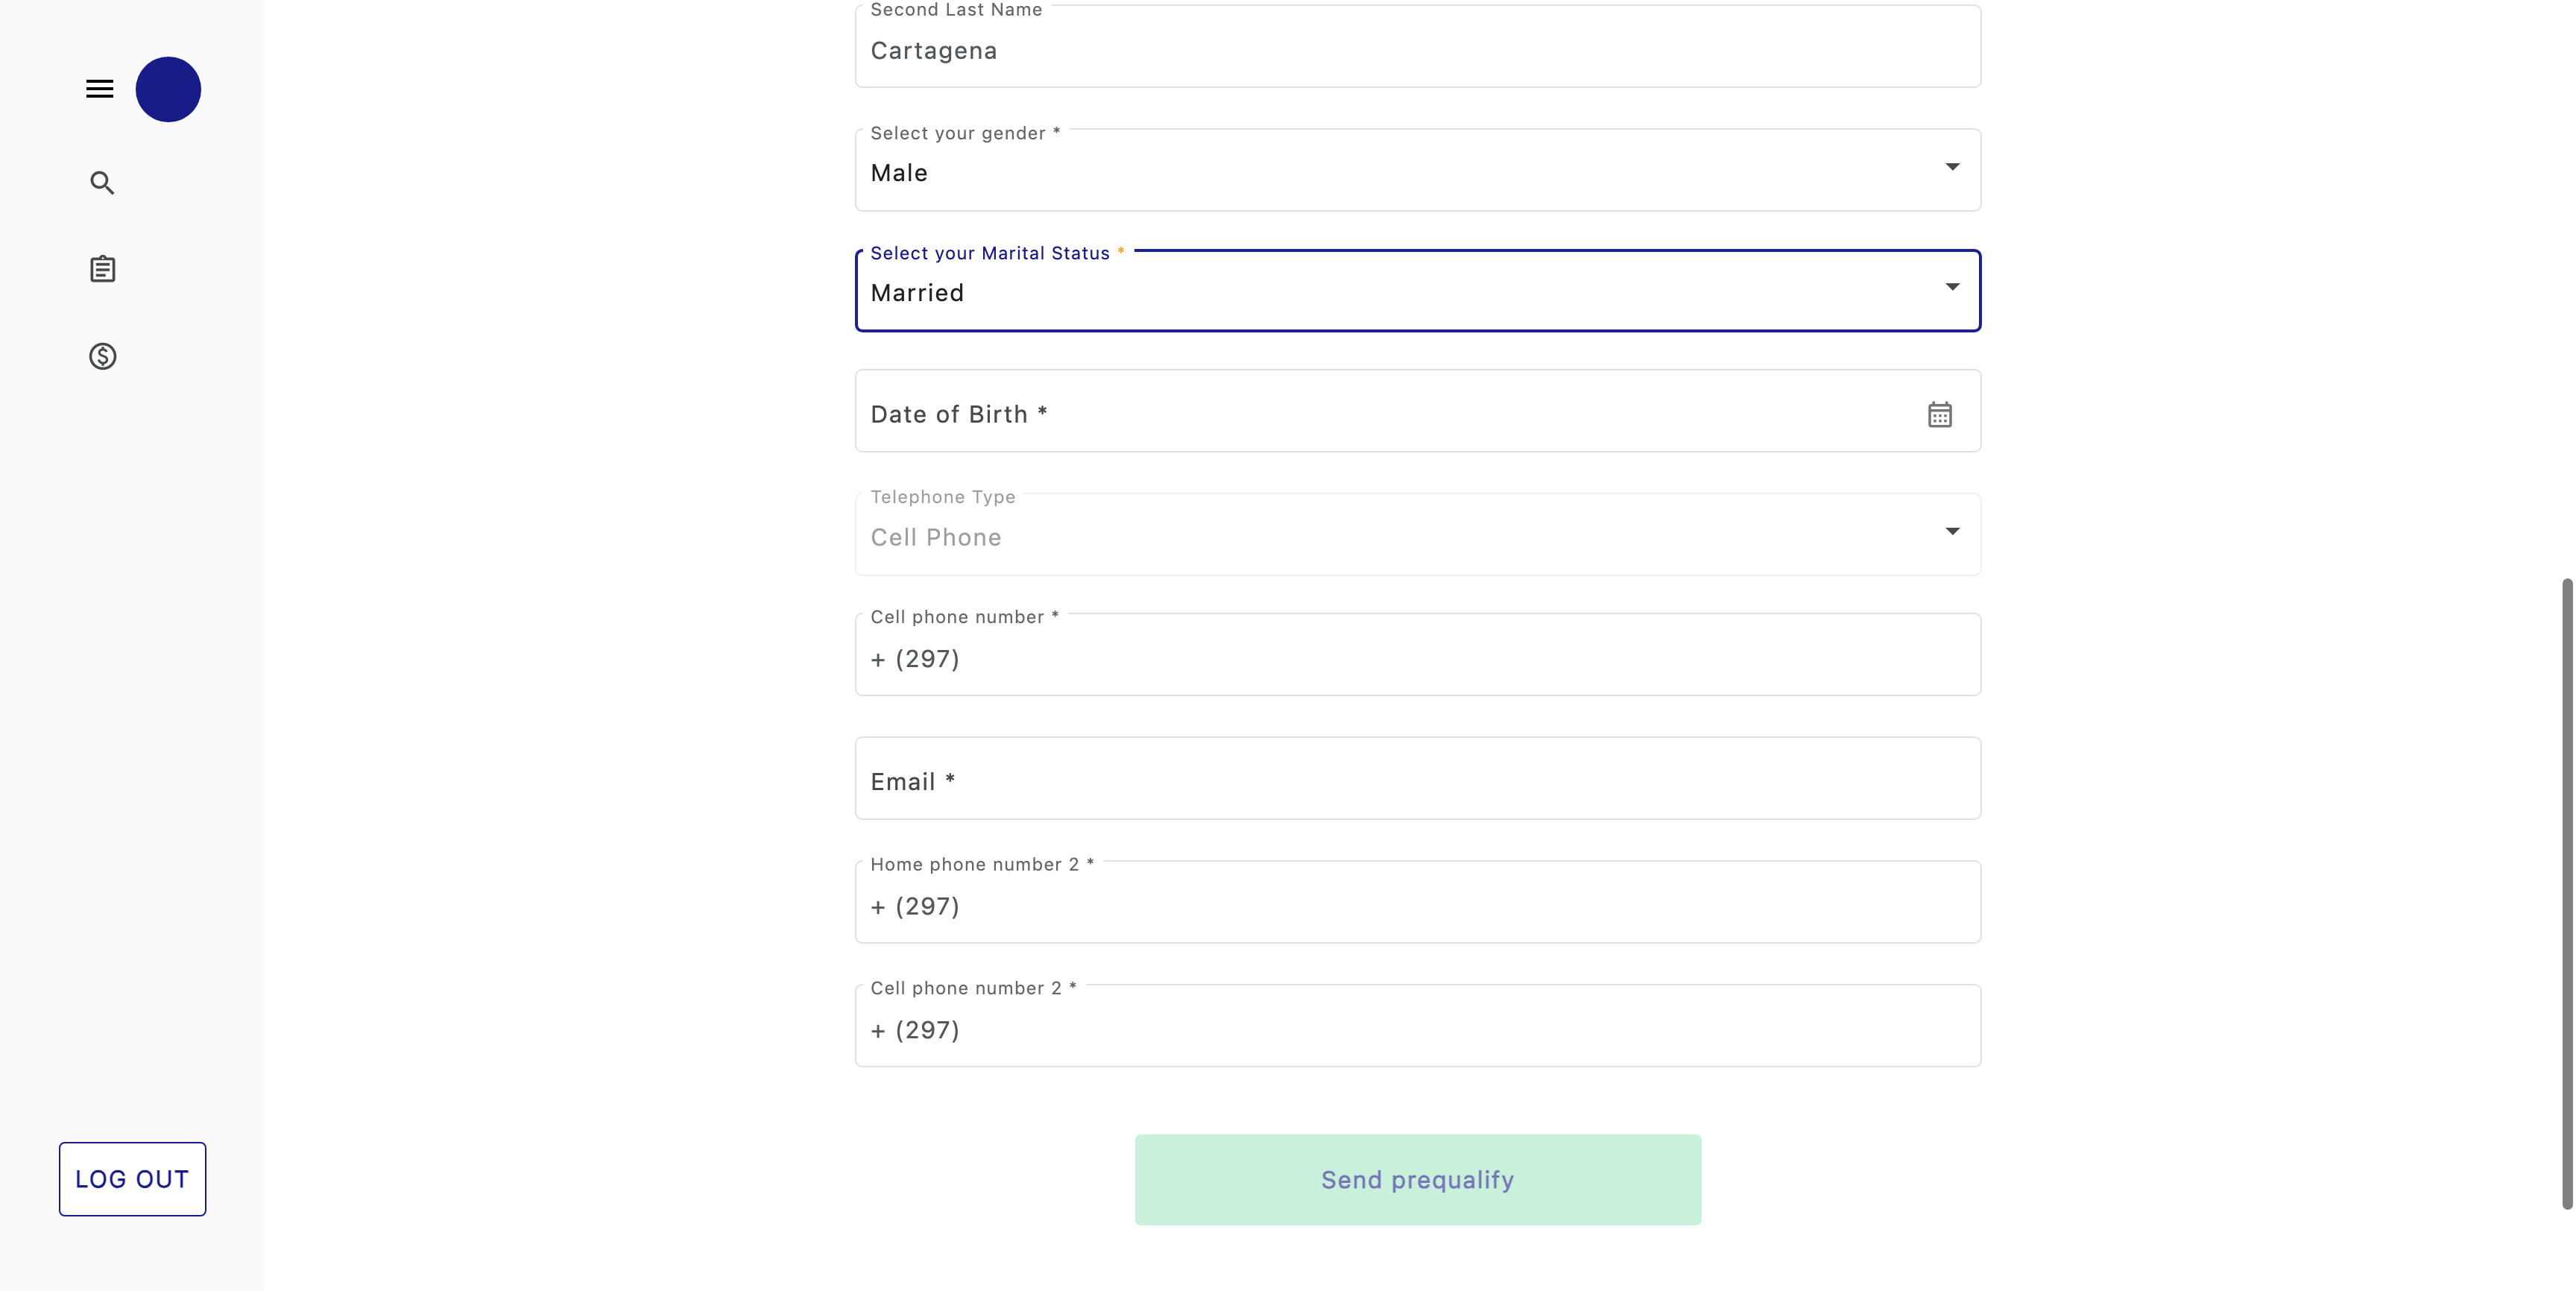 Second Last Name
Cartagena
Select your gender *
Male
Select your Marital Status *
Married
Date of Birth *
Telephone Type
Cell Phone
Cell phone number *
+ (297)
Email *
Home phone number 2 *
+ (297)
Cell phone number 2 *
+ (297)
Send prequalify
LOG OUT